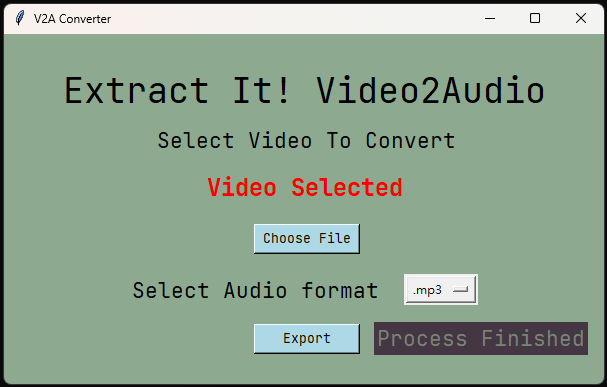 V2A Converter
Extract It! Video2Audio
Select Video To Convert
Video Selected
Choose File
Select Audio format .mp3
Export Process Finished